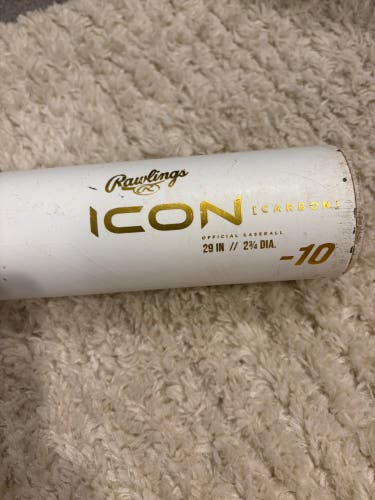 Rawlings
R
ICON [CARBON]
OFFICIAL BASEBALL
29 IN // 2¾ DIA.
-10